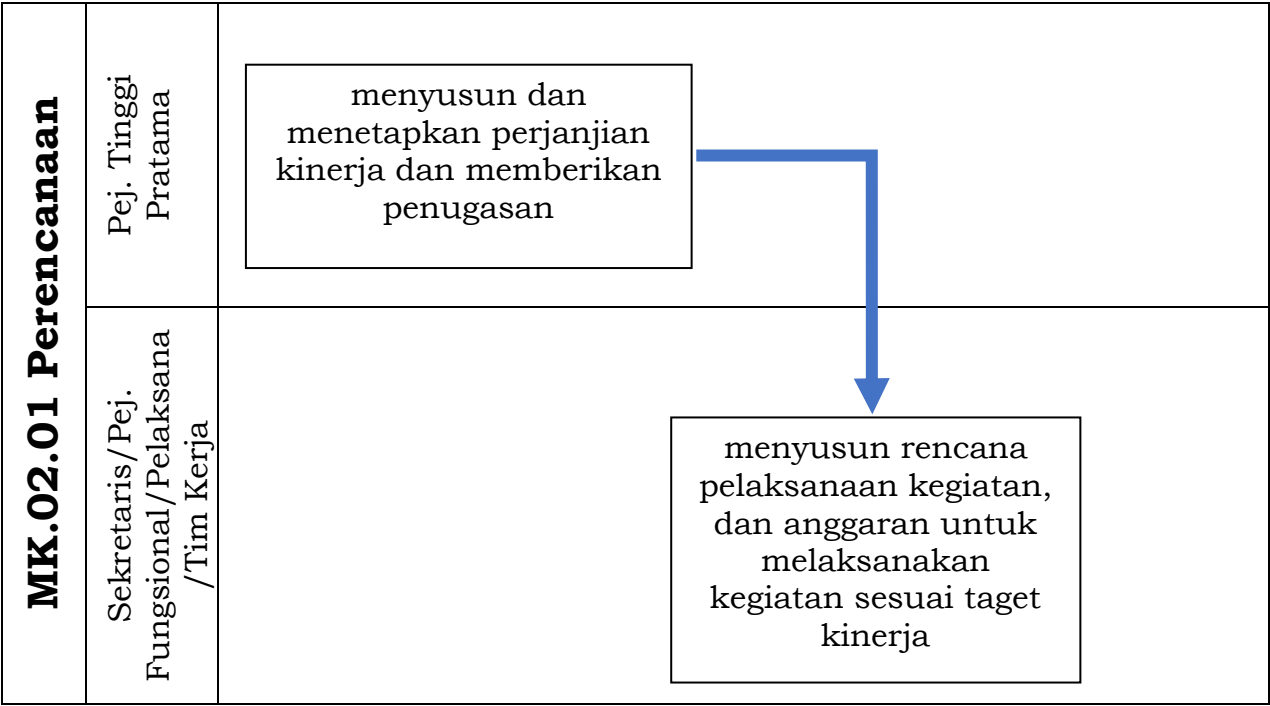 MK.02.01 Perencanaan
Pej. Tinggi
Pratama
menyusun dan
menetapkan perjanjian
kinerja dan memberikan
penugasan
Sekretaris/Pej.
Fungsional/Pelaksana
/Tim Kerja
menyusun rencana
pelaksanaan kegiatan,
dan anggaran untuk
melaksanakan
kegiatan sesuai taget
kinerja